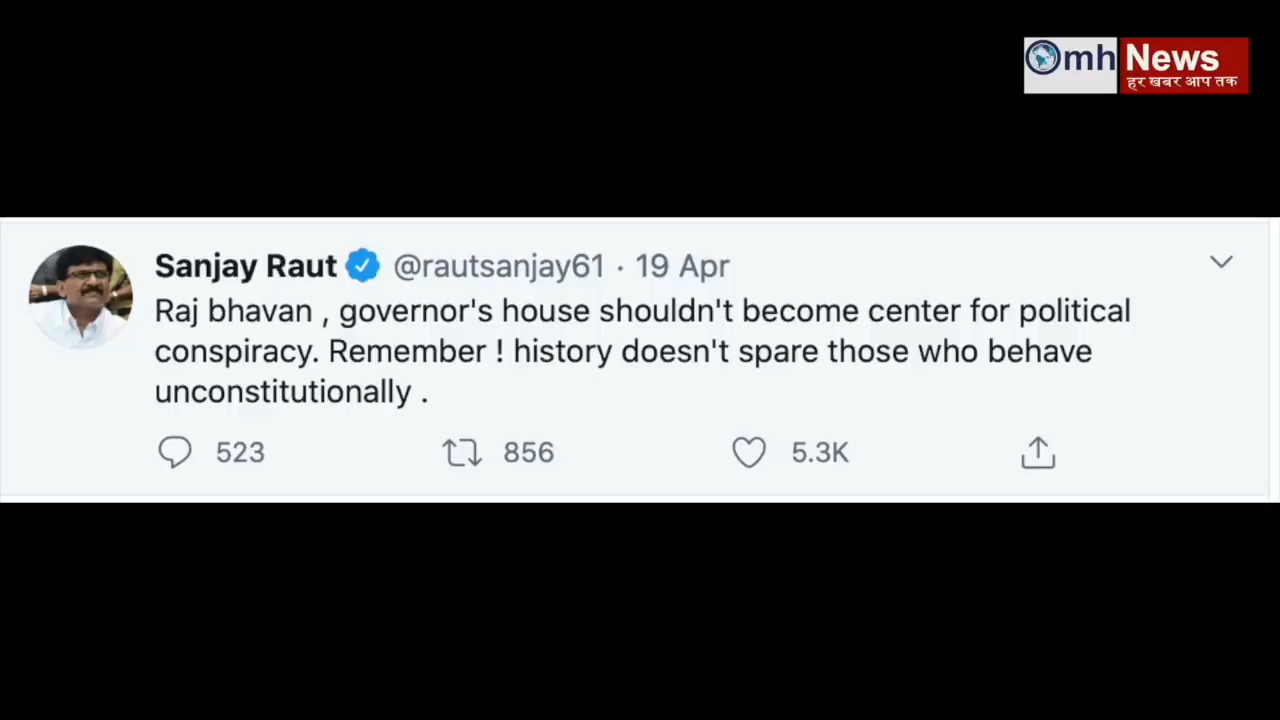 Omh News
हर खबर आप तक
Sanjay Raut @rautsanjay61 · 19 Apr
Raj bhavan , governor's house shouldn't become center for political
conspiracy. Remember ! history doesn't spare those who behave
unconstitutionally .
523 856 5.3K